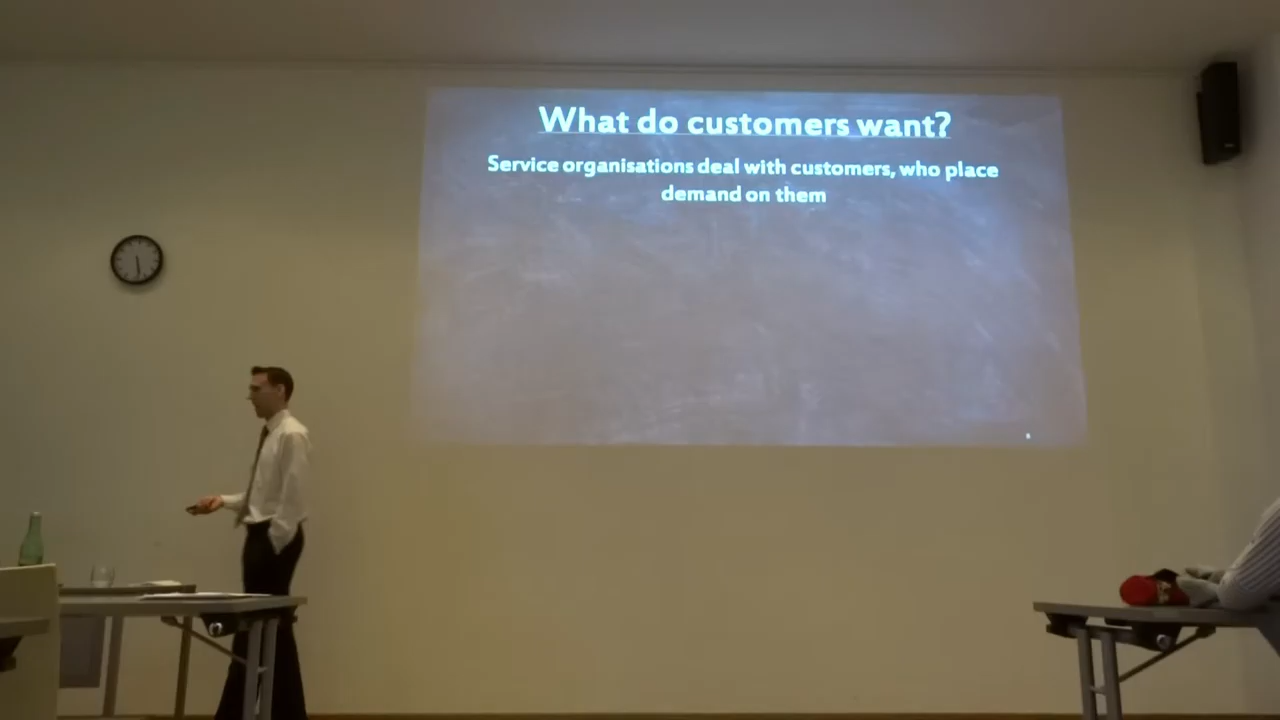 What do customers want?
Service organisations deal with customers, who place
demand on them